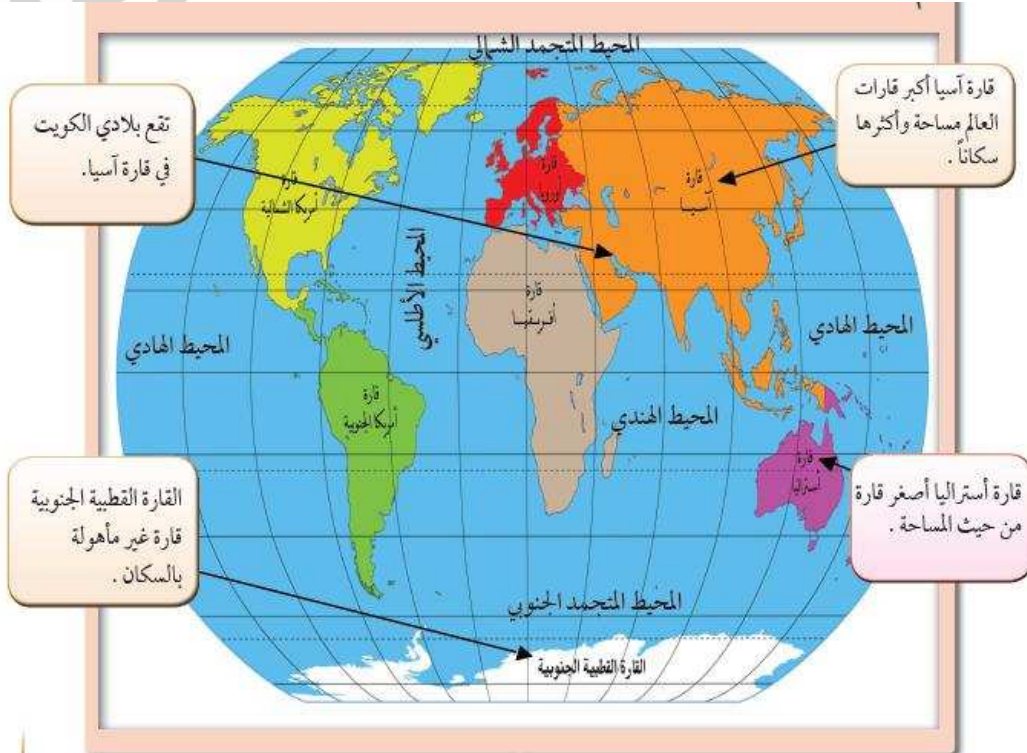 المحيط المتجمد الشمالي
قارة آسيا أكبر قارات
العالم مساحة وأكثرها
سكاناً .
تقع بلادي الكويت
في قارة آسيا.
قارة
أمريكا الشمالية
قارة
أوروبا
قارة
آسيا
المحيط الأطلسي
قارة
أفريقيا
المحيط الهادي
المحيط الهادي
قارة
أمريكا الجنوبية
المحيط الهندي
قارة
أستراليا
قارة أستراليا أصغر قارة
من حيث المساحة .
القارة القطبية الجنوبية
قارة غير مأهولة
بالسكان .
المحيط المتجمد الجنوبي
القارة القطبية الجنوبية